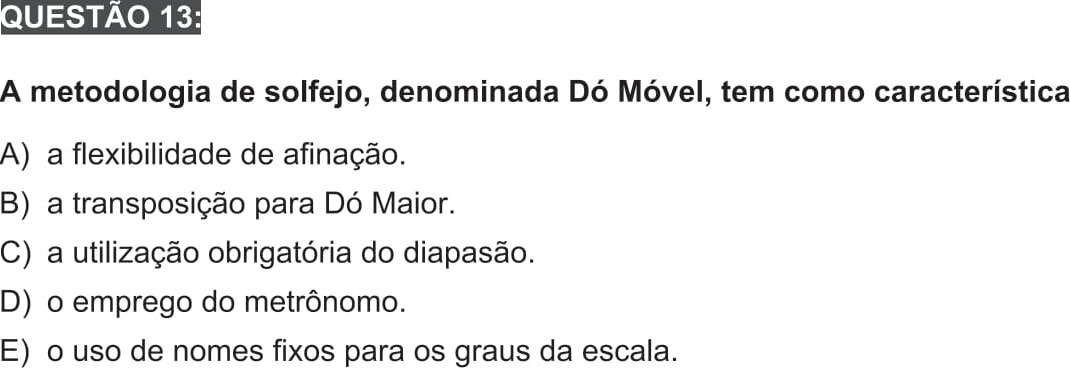 QUESTÃO 13:
A metodologia de solfejo, denominada Dó Móvel, tem como característica
A) a flexibilidade de afinação.
B) a transposição para Dó Maior.
C) a utilização obrigatória do diapasão.
D) o emprego do metrônomo.
E) o uso de nomes fixos para os graus da escala.